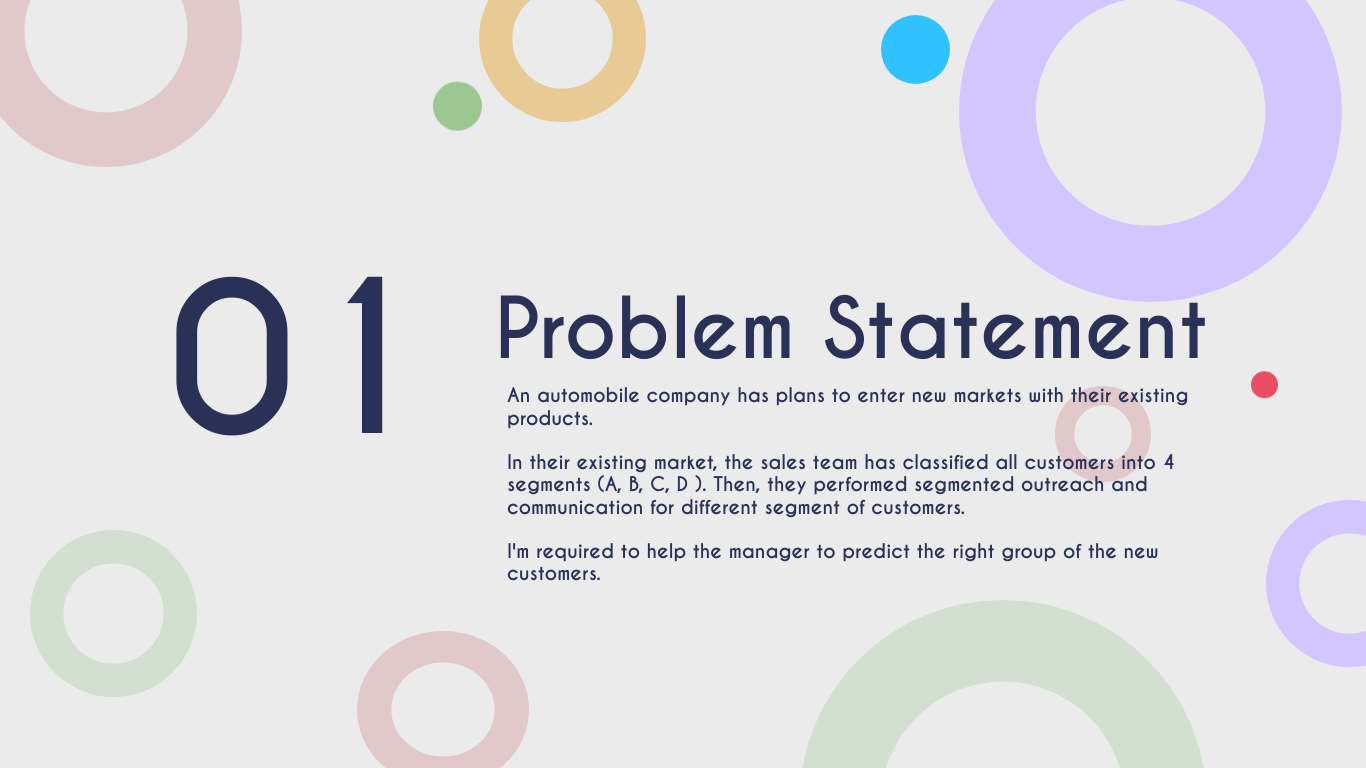 01
Problem Statement
An automobile company has plans to enter new markets with their existing
products.
In their existing market, the sales team has classified all customers into 4
segments (A, B, C, D ). Then, they performed segmented outreach and
communication for different segment of customers.
I'm required to help the manager to predict the right group of the new
customers.